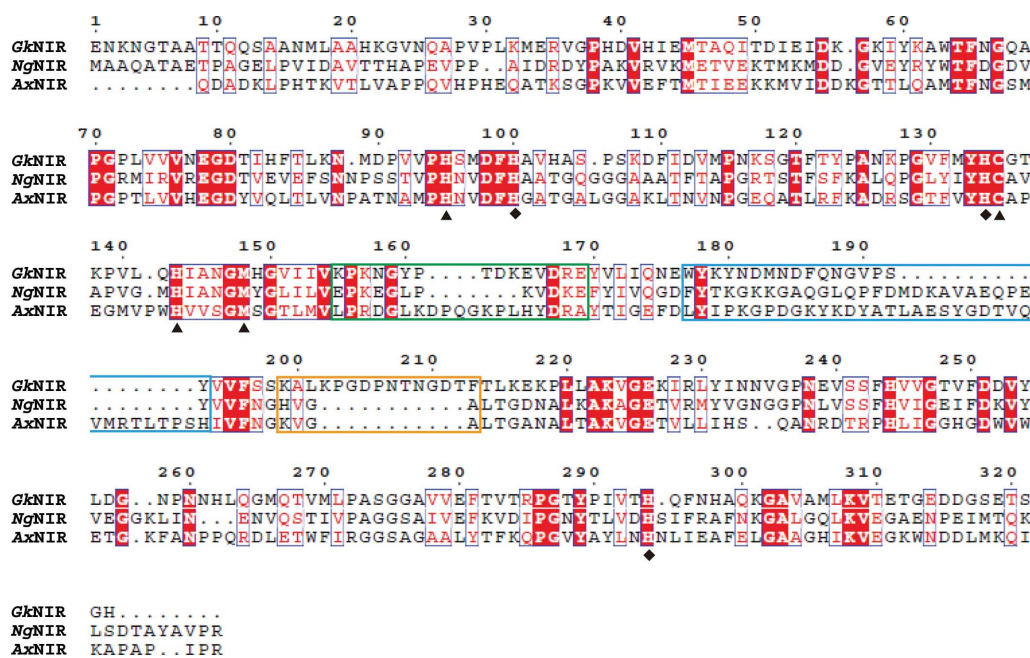 1 10 20 30 40 50 60
GkNIR ENKNGTAATTQQSAANMLAAHKGVNQAPVPLKMERVGPHDVHIEMTAQITDIEIDK.GKIYKAWTFNGQA
NgNIR MAAQATAETPAGELPVIDAVTTHAPEVPP..AIDRDYPAKVRVKMETVEKTMKMDD.GVEYRYWTFDGDV
AxNIR ........QDADKLPHTKVTLVAPPQVHPHEQATKSGPKVVEFTMTIEEKKMVIDDKGTTLQAMTFNGSM
70 80 90 100 110 120 130
GkNIR PGPLVVVNEGDTIHFTLKN.MDPVVPHSMDFHAVHAS.PSKDFIDVMPNKSGTFTYPANKPGVFMYHCGT
NgNIR PGRMIRVREGDTVEVEFSNNPSSTVPHNVDFHAATGQGGGAAATFTAPGRTSTFSFKALQPGLYIYHCAV
AxNIR PGPTLVVHEGDYVQLTLVNPATNAMPHNVDFHGATGALGGAKLTNVNPGEQATLRFKADRSGTFVYHCAP
140 150 160 170 180 190
GkNIR KPVL.QHIANGMHGVIIVKPKNGYP....TDKEVDREYVLIQNEWYKYNDMNDFQNGVPS..........
NgNIR APVG.MHIANGMYGLILVEPKEGLP.......KVDKEFYIVQGDFYTKGKKGAQGLQPFDMDKAVAEQPE
AxNIR EGMVPWHVVSGMSGTLMVLPRDGLKDPQGKPLHYDRAYTIGEFDLYIPKGPDGKYKDYATLAESYGDTVQ
200 210 220 230 240 250
GkNIR ........YVVFSSKALKPGDPNTNGDTFTLKEKPLLAKVGEKIRLYINNVGPNEVSSFHVVGTVFDDVY
NgNIR ........YVVFNGHVG...........ALTGDNALKAKAGETVRMYVGNGGPNLVSSFHVIGEIFDKVY
AxNIR VMRTLTPSHIVFNGKVG...........ALTGANALTAKVGETVLLIHS..QANRDTRPHLIGGHGDWVW
260 270 280 290 300 310 320
GkNIR LDG..NPNNHLQGMQTVMLPASGGAVVEFTVTRPGTYPIVTH.QFNHAQKGAVAMLKVTETGEDDGSETS
NgNIR VEGGKLIN...ENVQSTIVPAGGSAIVEFKVDIPGNYTLVDHSIFRAFNKGALGQLKVEGAENPEIMTQK
AxNIR ETG.KFANPPQRDLETWFIRGGSAGAALYTFKQPGVYAYLNHNLIEAFELGAAGHIKVEGKWNDDLMKQI
GkNIR GH........
NgNIR LSDTAYAVPR
AxNIR KAPAP..IPR